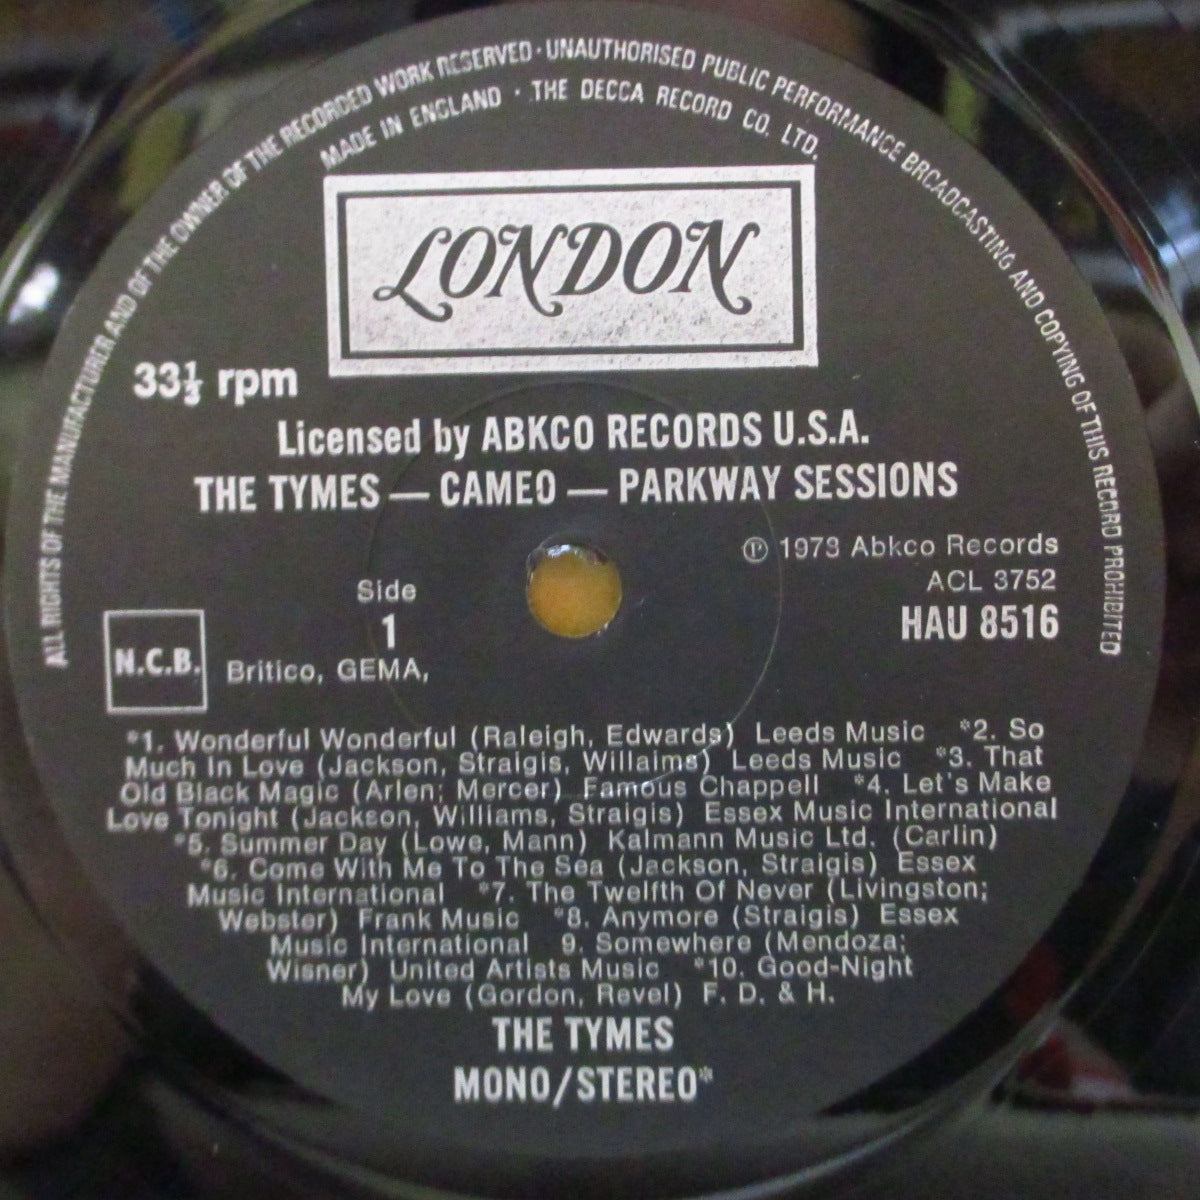 ALL RIGHTS OF THE MANUFACTURER AND OF THE OWNER OF THE RECORDED WORK RESERVED · UNAUTHORISED PUBLIC PERFORMANCE BROADCASTING AND COPYING OF THIS RECORD PROHIBITED
MADE IN ENGLAND · THE DECCA RECORD CO. LTD.
LONDON
33⅓ rpm
Licensed by ABKCO RECORDS U.S.A.
THE TYMES — CAMEO — PARKWAY SESSIONS
℗ 1973 Abkco Records
ACL 3752
HAU 8516
Side
1
N.C.B.
Britico, GEMA,
*1. Wonderful Wonderful (Raleigh, Edwards) Leeds Music *2. So
Much In Love (Jackson, Straigis, Willaims) Leeds Music *3. That
Old Black Magic (Arlen; Mercer) Famous Chappell *4. Let's Make
Love Tonight (Jackson, Williams, Straigis) Essex Music International
*5. Summer Day (Lowe, Mann) Kalmann Music Ltd. (Carlin)
*6. Come With Me To The Sea (Jackson, Straigis) Essex
Music International *7. The Twelfth Of Never (Livingston;
Webster) Frank Music *8. Anymore (Straigis) Essex
Music International 9. Somewhere (Mendoza;
Wisner) United Artists Music *10. Good-Night
My Love (Gordon, Revel) F. D. & H.
THE TYMES
MONO/STEREO*